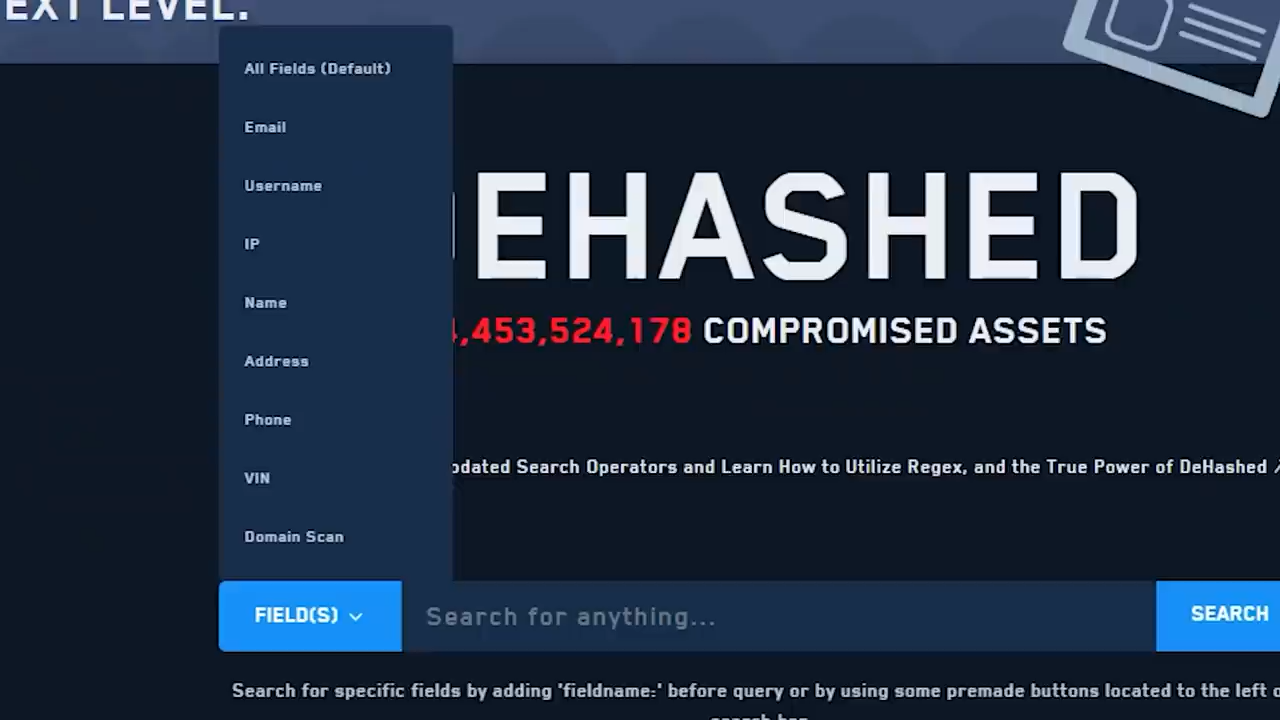 EXT LEVEL.
All Fields (Default)
Email
Username
IP
Name
Address
Phone
VIN
Domain Scan
EHASHED
,453,524,178 COMPROMISED ASSETS
Search Operators and Learn How to Utilize Regex, and the True Power of DeHashed
FIELD(S)
Search for anything...
SEARCH
Search for specific fields by adding 'fieldname:' before query or by using some premade buttons located to the left